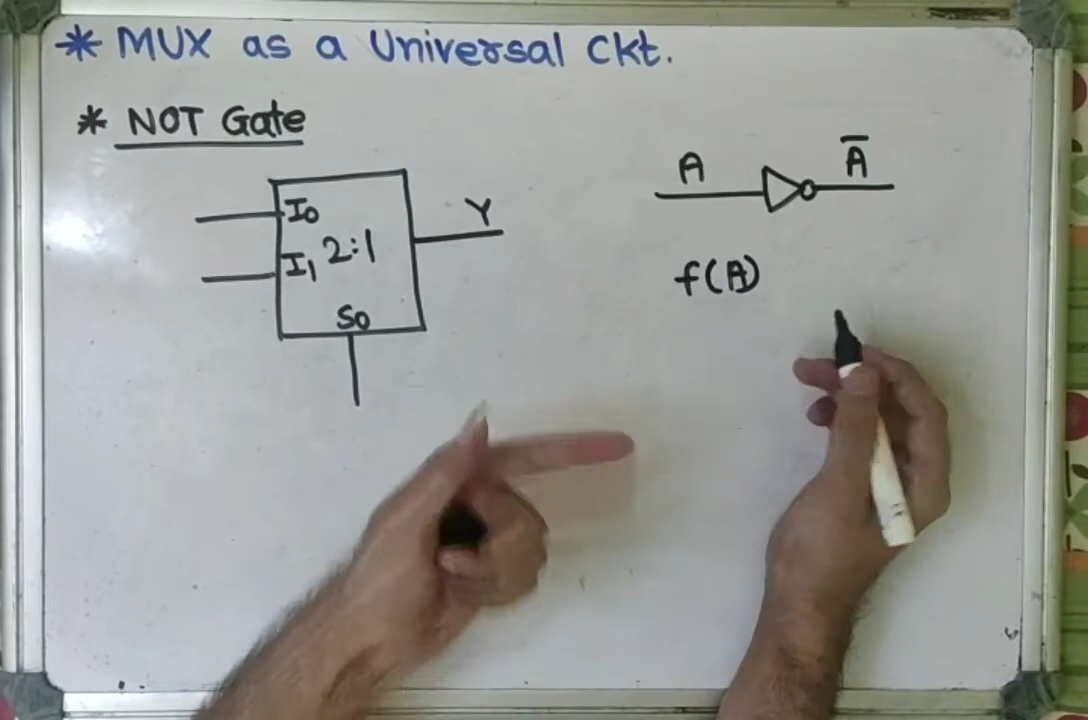 * MUX as a Universal Ckt.
* NOT Gate
I0
I1
2:1
S0
Y
A
A̅
f(A)